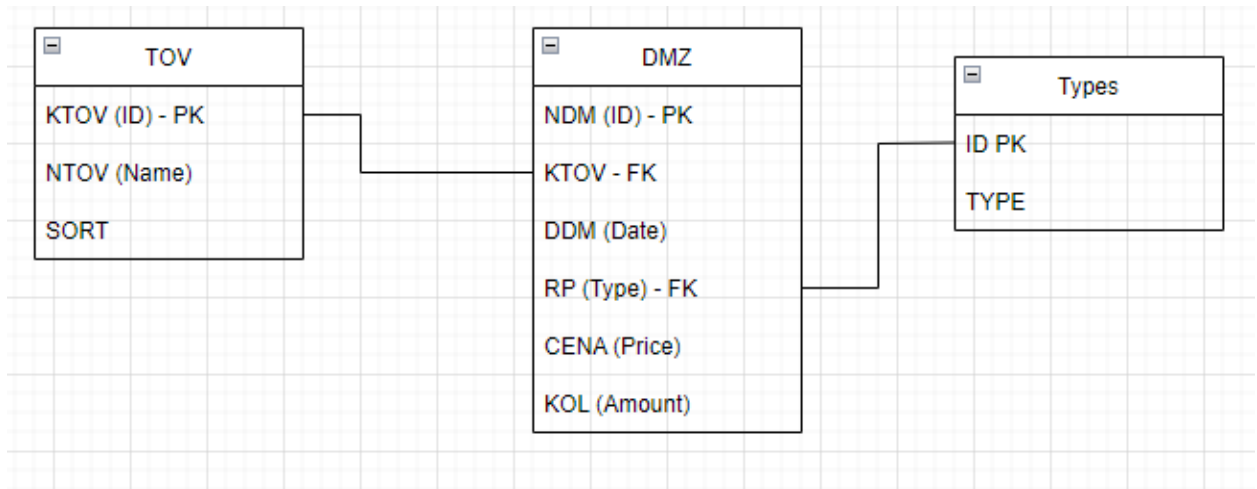 TOV
KTOV (ID) - PK
NTOV (Name)
SORT
DMZ
NDM (ID) - PK
KTOV - FK
DDM (Date)
RP (Type) - FK
CENA (Price)
KOL (Amount)
Types
ID PK
TYPE